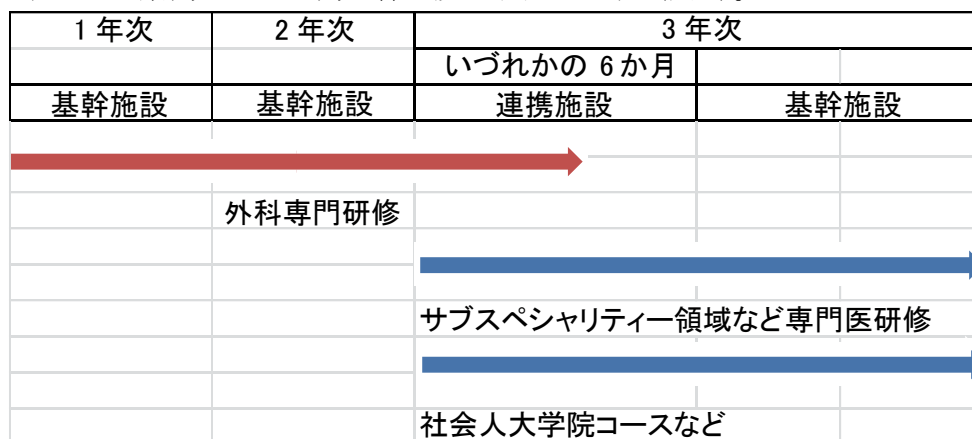 １年次 ２年次 ３年次
いづれかの ６か月
基幹施設 基幹施設 連携施設 基幹施設
外科専門研修
サブスペシャリティー領域など専門医研修
社会人大学院コースなど